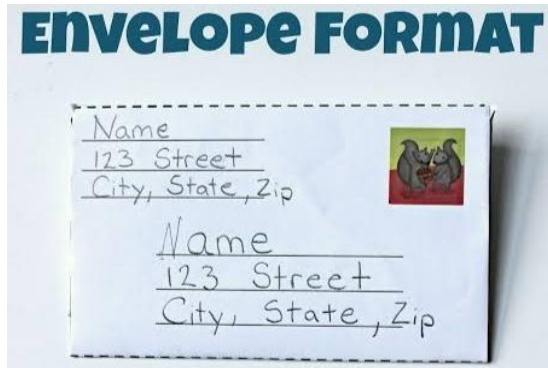 ENVELOPE FORMAT
Name
123 Street
City, State, Zip
Name
123 Street
City, State, Zip